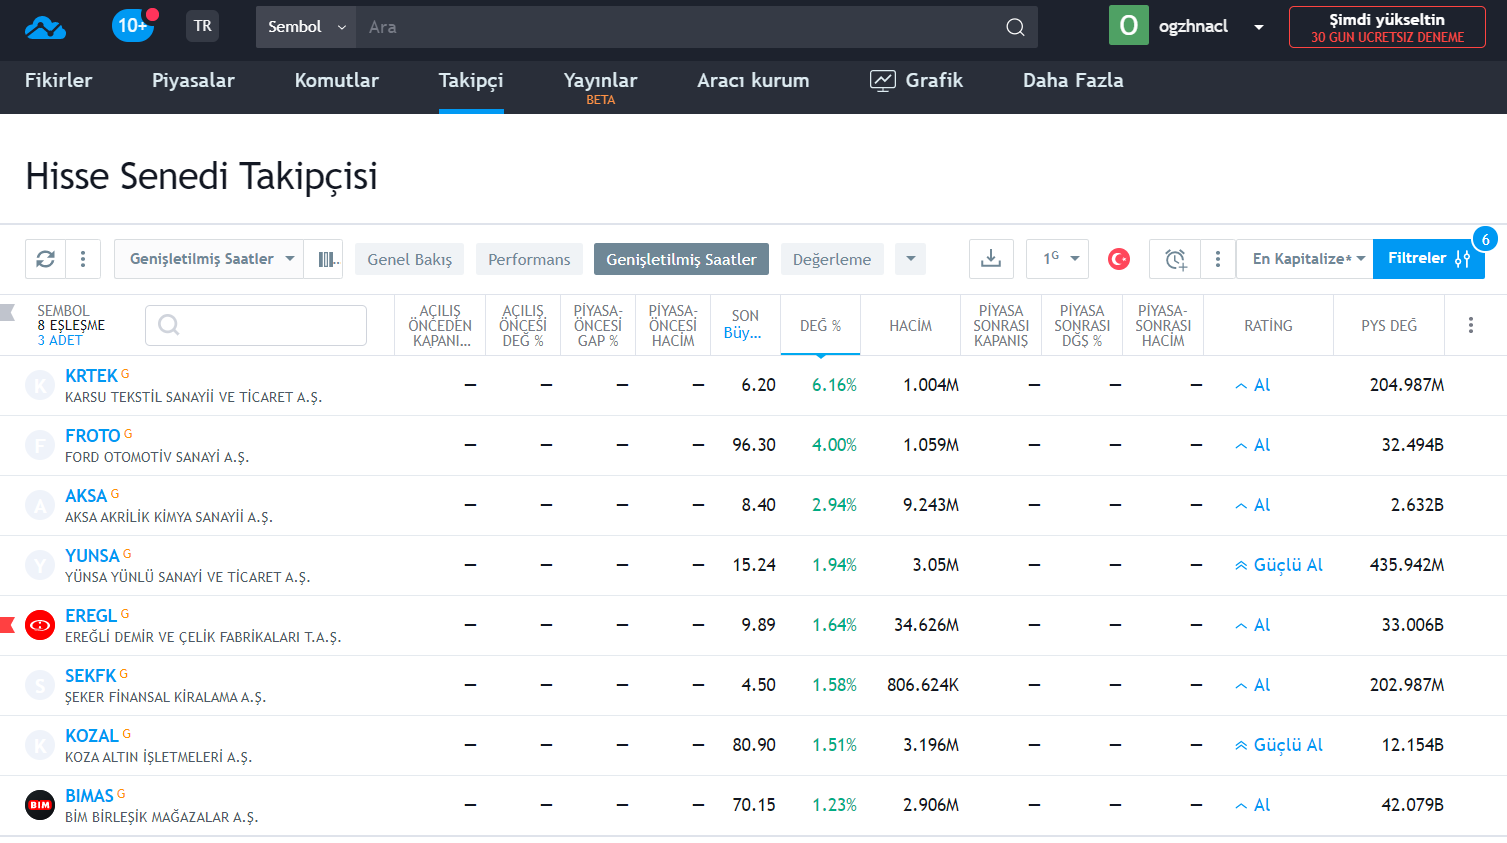 10+
TR
Sembol
Ara
O
ogzhnacl
Şimdi yükseltin
30 GÜN ÜCRETSİZ DENEME
Fikirler
Piyasalar
Komutlar
Takipçi
Yayınlar
BETA
Aracı kurum
Grafik
Daha Fazla
Hisse Senedi Takipçisi
Genişletilmiş Saatler
Genel Bakış
Performans
Genişletilmiş Saatler
Değerleme
1G
En Kapitalize*
Filtreler
6
SEMBOL
8 EŞLEŞME
3 ADET
AÇILIŞ ÖNCEDEN KAPANI...
AÇILIŞ ÖNCESİ DEĞ %
PİYASA-ÖNCESİ GAP %
PİYASA-ÖNCESİ HACİM
SON
Büy...
DEĞ %
HACİM
PİYASA SONRASI KAPANIŞ
PİYASA SONRASI DĞŞ %
PİYASA-SONRASI HACİM
RATİNG
PYS DEĞ
K KRTEK G — — — — 6.20 6.16% 1.004M — — — Al 204.987M
KARSU TEKSTİL SANAYİİ VE TİCARET A.Ş.
F FROTO G — — — — 96.30 4.00% 1.059M — — — Al 32.494B
FORD OTOMOTİV SANAYİ A.Ş.
A AKSA G — — — — 8.40 2.94% 9.243M — — — Al 2.632B
AKSA AKRİLİK KİMYA SANAYİİ A.Ş.
Y YUNSA G — — — — 15.24 1.94% 3.05M — — — Güçlü Al 435.942M
YÜNSA YÜNLÜ SANAYİ VE TİCARET A.Ş.
EREGL G — — — — 9.89 1.64% 34.626M — — — Al 33.006B
EREĞLİ DEMİR VE ÇELİK FABRİKALARI T.A.Ş.
S SEKFK G — — — — 4.50 1.58% 806.624K — — — Al 202.987M
ŞEKER FİNANSAL KİRALAMA A.Ş.
K KOZAL G — — — — 80.90 1.51% 3.196M — — — Güçlü Al 12.154B
KOZA ALTIN İŞLETMELERİ A.Ş.
BIM BIMAS G — — — — 70.15 1.23% 2.906M — — — Al 42.079B
BİM BİRLEŞİK MAĞAZALAR A.Ş.